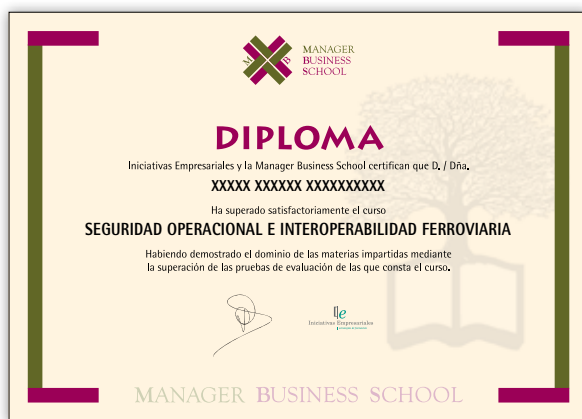 M B
MANAGER
BUSINESS
SCHOOL
DIPLOMA
Iniciativas Empresariales y la Manager Business School certifican que D. / Dña.
XXXXX XXXXXX XXXXXXXXXX
Ha superado satisfactoriamente el curso
SEGURIDAD OPERACIONAL E INTEROPERABILIDAD FERROVIARIA
Habiendo demostrado el dominio de las materias impartidas mediante
la superación de las pruebas de evaluación de las que consta el curso.
Iniciativas Empresariales
MANAGER BUSINESS SCHOOL